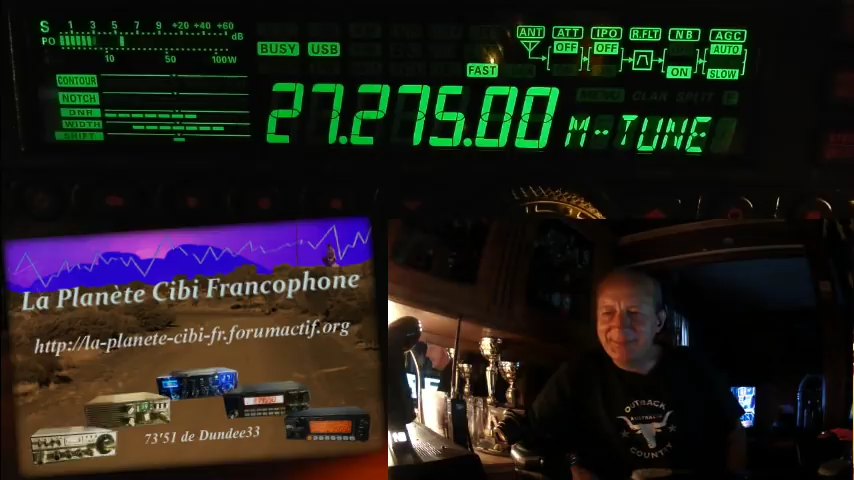 S 1 3 5 7 9 +20 +40 +60 dB
PO 10 50 100W
BUSY USB
FAST
ANT ATT IPO R.FLT NB AGC
OFF OFF AUTO
ON SLOW
CONTOUR
NOTCH
DNR
WIDTH
SHIFT
27.275.00 M-TUNE
MENU CLAR SPLIT
La Planète Cibi Francophone
http://la-planete-cibi-fr.forumactif.org
73'51 de Dundee33
OUTBACK
AUSTRALIA
COUNTRY